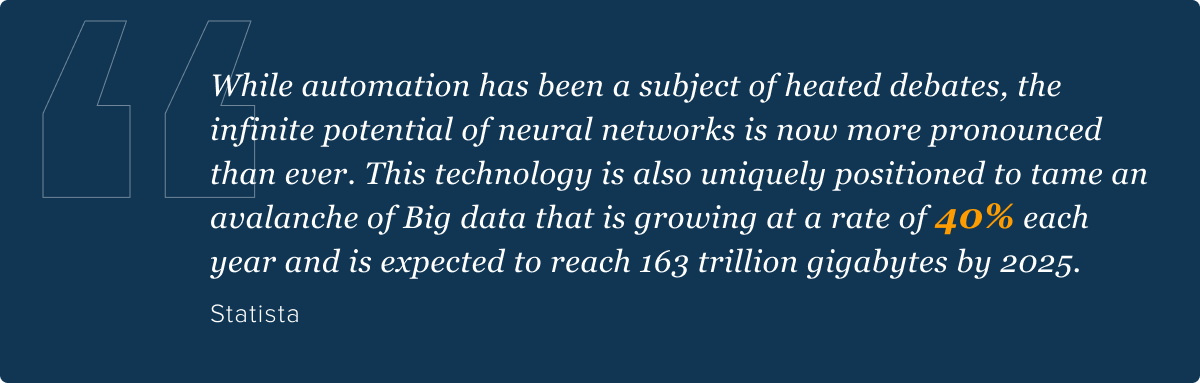 While automation has been a subject of heated debates, the
infinite potential of neural networks is now more pronounced
than ever. This technology is also uniquely positioned to tame an
avalanche of Big data that is growing at a rate of 40% each
year and is expected to reach 163 trillion gigabytes by 2025.
Statista